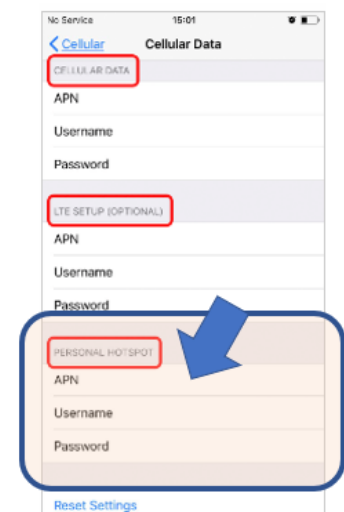 No Service 15:01
Cellular Cellular Data
CELLULAR DATA
APN
Username
Password
LTE SETUP (OPTIONAL)
APN
Username
Password
PERSONAL HOTSPOT
APN
Username
Password
Reset Settings